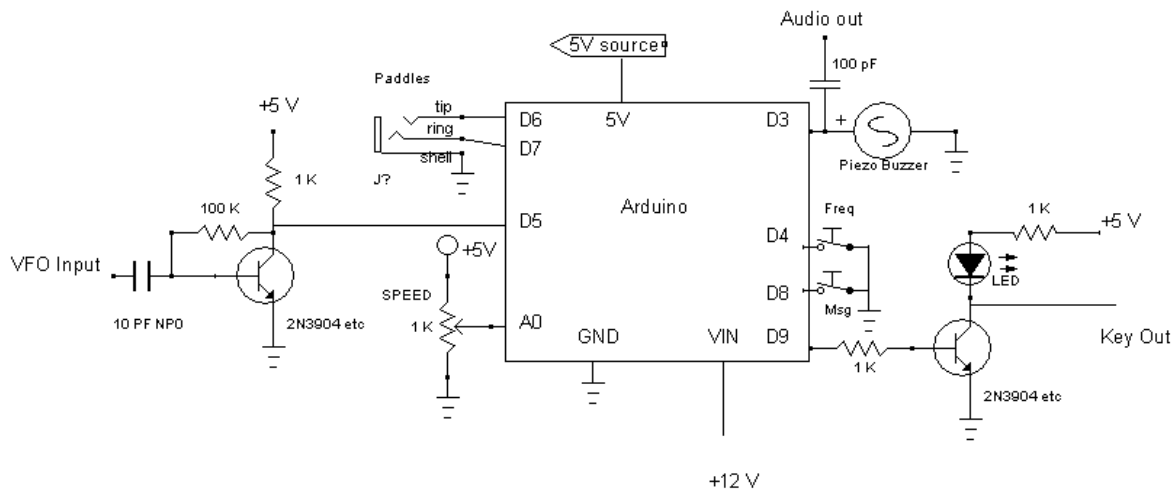 Audio out
5V source
100 pF
Paddles
+5 V
tip
ring
shell
J?
D6
D7
5V
D3
+
Piezo Buzzer
1 K
100 K
D5
Arduino
Freq
D4
1 K
+5 V
VFO Input
+5V
SPEED
LED
D8
Msg
10 PF NP0
2N3904 etc
1 K
A0
GND
VIN
D9
1 K
Key Out
2N3904 etc
+12 V